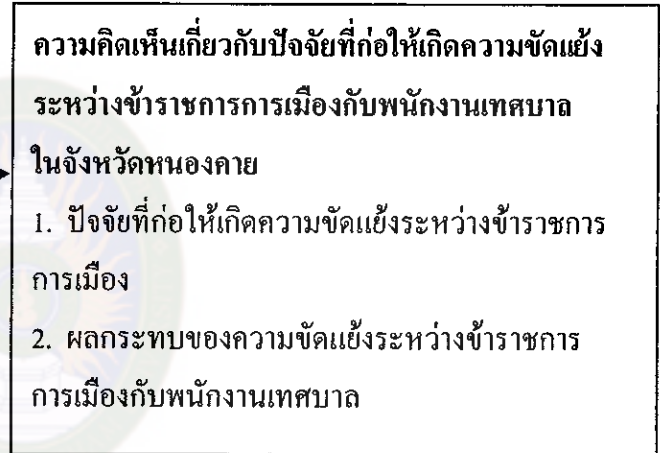 ความคิดเห็นเกี่ยวกับปัจจัยที่ก่อให้เกิดความขัดแย้ง
ระหว่างข้าราชการการเมืองกับพนักงานเทศบาล
ในจังหวัดหนองคาย
1. ปัจจัยที่ก่อให้เกิดความขัดแย้งระหว่างข้าราชการ
การเมือง
2. ผลกระทบของความขัดแย้งระหว่างข้าราชการ
การเมืองกับพนักงานเทศบาล